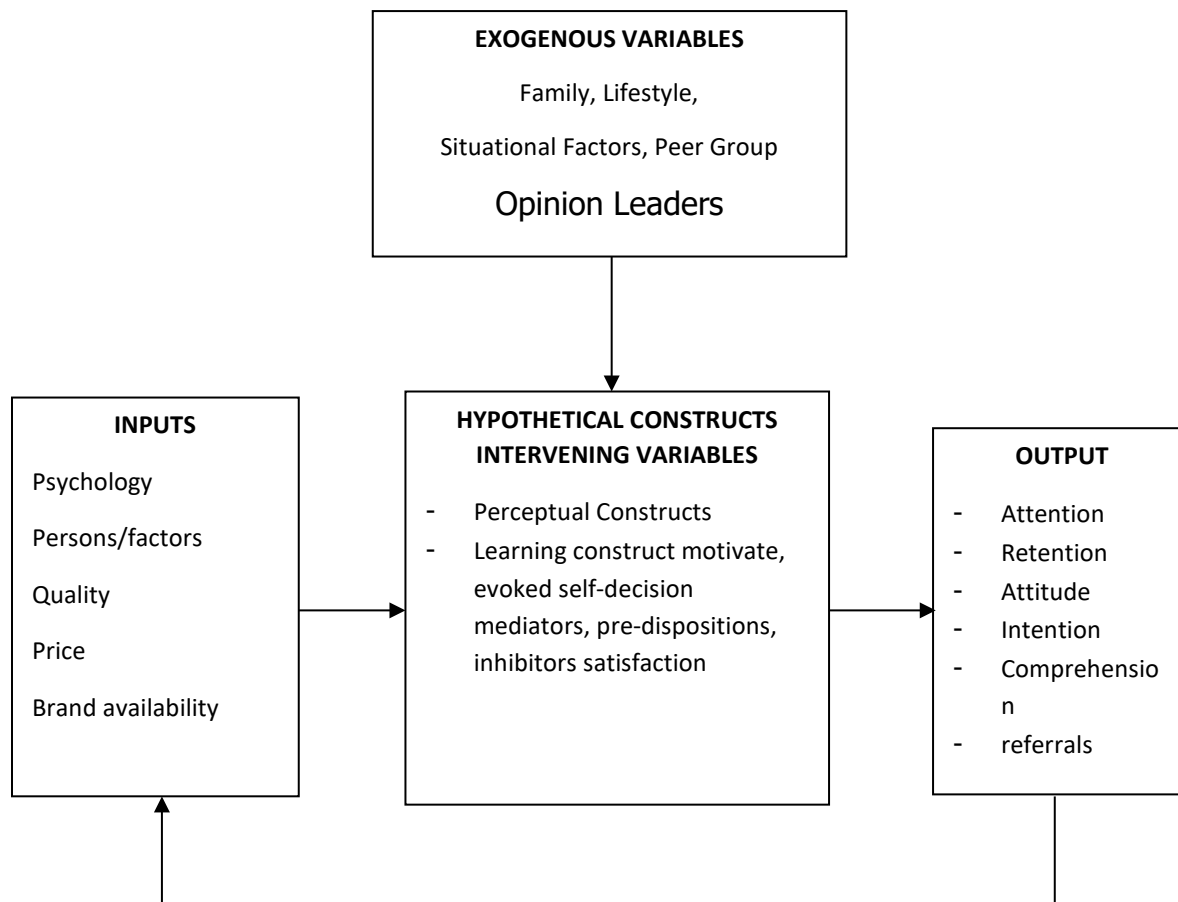 EXOGENOUS VARIABLES
Family, Lifestyle,
Situational Factors, Peer Group
Opinion Leaders
INPUTS
Psychology
Persons/factors
Quality
Price
Brand availability
HYPOTHETICAL CONSTRUCTS
INTERVENING VARIABLES
- Perceptual Constructs
- Learning construct motivate,
evoked self-decision
mediators, pre-dispositions,
inhibitors satisfaction
OUTPUT
- Attention
- Retention
- Attitude
- Intention
- Comprehensio
n
- referrals